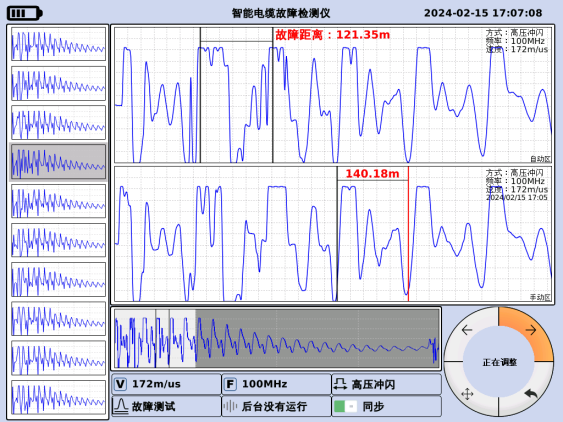 智能电缆故障检测仪
2024-02-15 17:07:08
故障距离：121.35m
方式：高压冲闪
频率：100MHz
速度：172m/us
自动区
140.18m
方式：高压冲闪
频率：100MHz
速度：172m/us
2024/02/15 17:05
手动区
正在调整
V 172m/us
F 100MHz
高压冲闪
故障测试
后台没有运行
同步